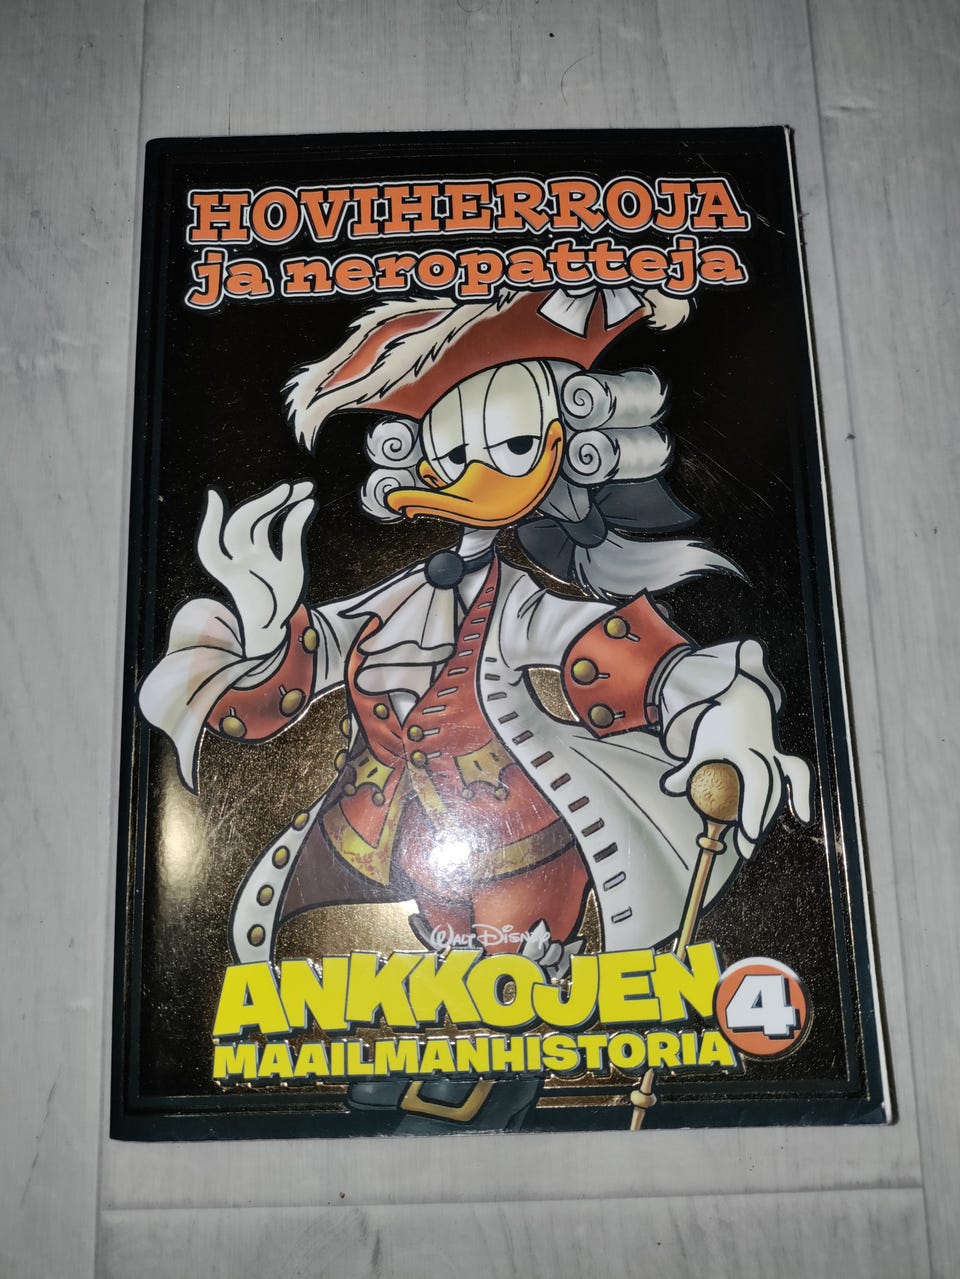 HOVIHERROJA
ja neropatteja
WALT DISNEY
ANKKOJEN
MAAILMANHISTORIA
4